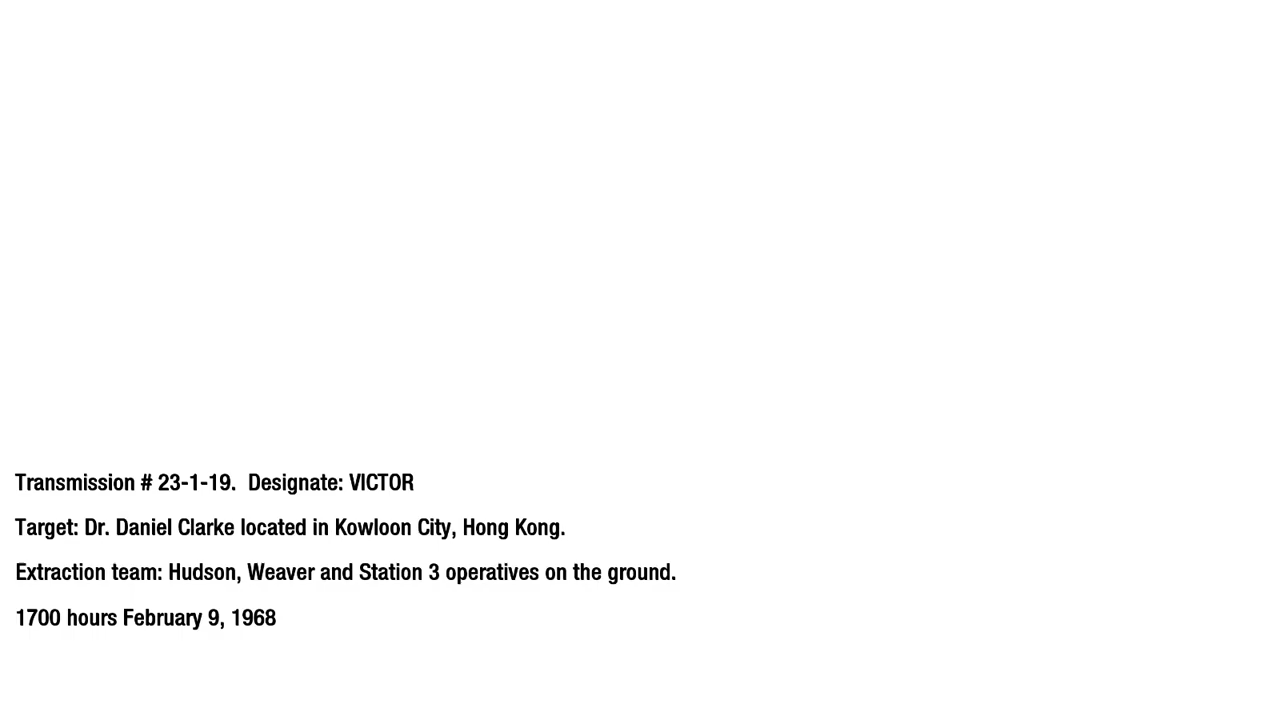 Transmission # 23-1-19.  Designate: VICTOR
Target: Dr. Daniel Clarke located in Kowloon City, Hong Kong.
Extraction team: Hudson, Weaver and Station 3 operatives on the ground.
1700 hours February 9, 1968